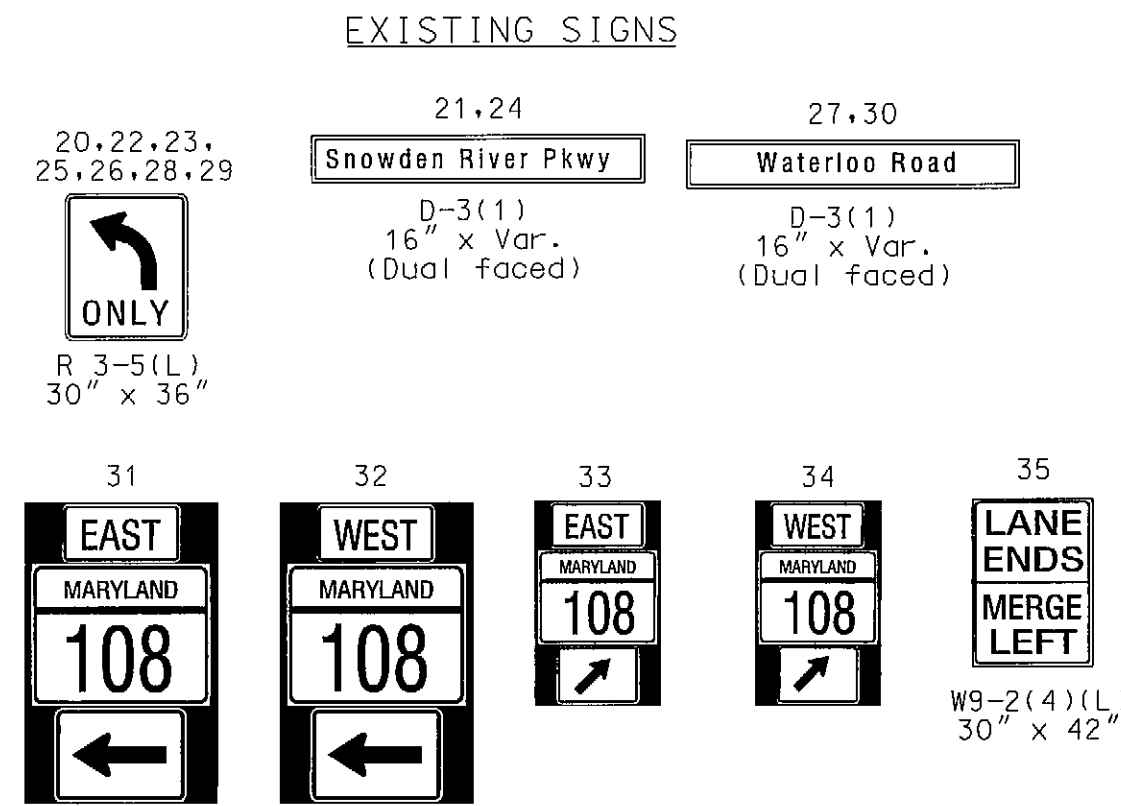 EXISTING SIGNS
20,22,23,
25,26,28,29
ONLY
R 3-5(L)
30" x 36"
21,24
Snowden River Pkwy
D-3(1)
16" x Var.
(Dual faced)
27,30
Waterloo Road
D-3(1)
16" x Var.
(Dual faced)
31
EAST
MARYLAND
108
32
WEST
MARYLAND
108
33
EAST
MARYLAND
108
34
WEST
MARYLAND
108
35
LANE
ENDS
MERGE
LEFT
W9-2(4)(L
30" x 42"